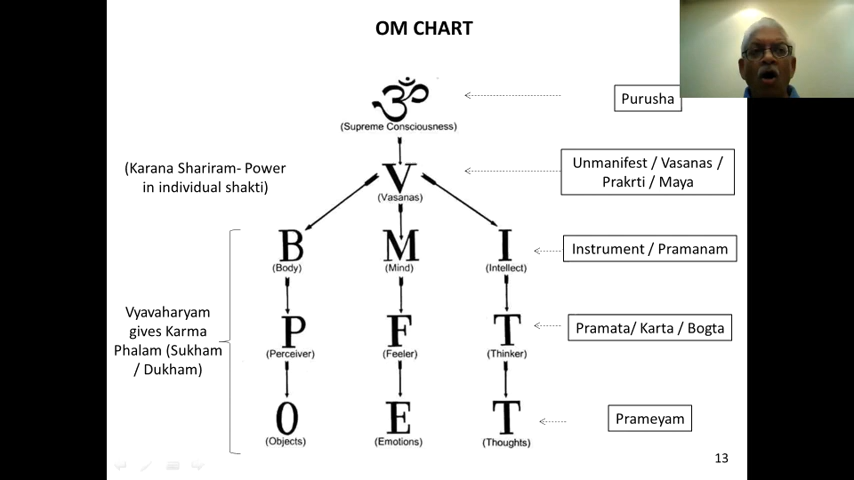 OM CHART
ॐ
(Supreme Consciousness)
Purusha
(Karana Shariram- Power
in individual shakti)
V
(Vasanas)
Unmanifest / Vasanas /
Prakrti / Maya
B M I
(Body) (Mind) (Intellect)
Instrument / Pramanam
Vyavaharyam
gives Karma
Phalam (Sukham
/ Dukham)
P F T
(Perceiver) (Feeler) (Thinker)
Pramata/ Karta / Bogta
O E T
(Objects) (Emotions) (Thoughts)
Prameyam
13